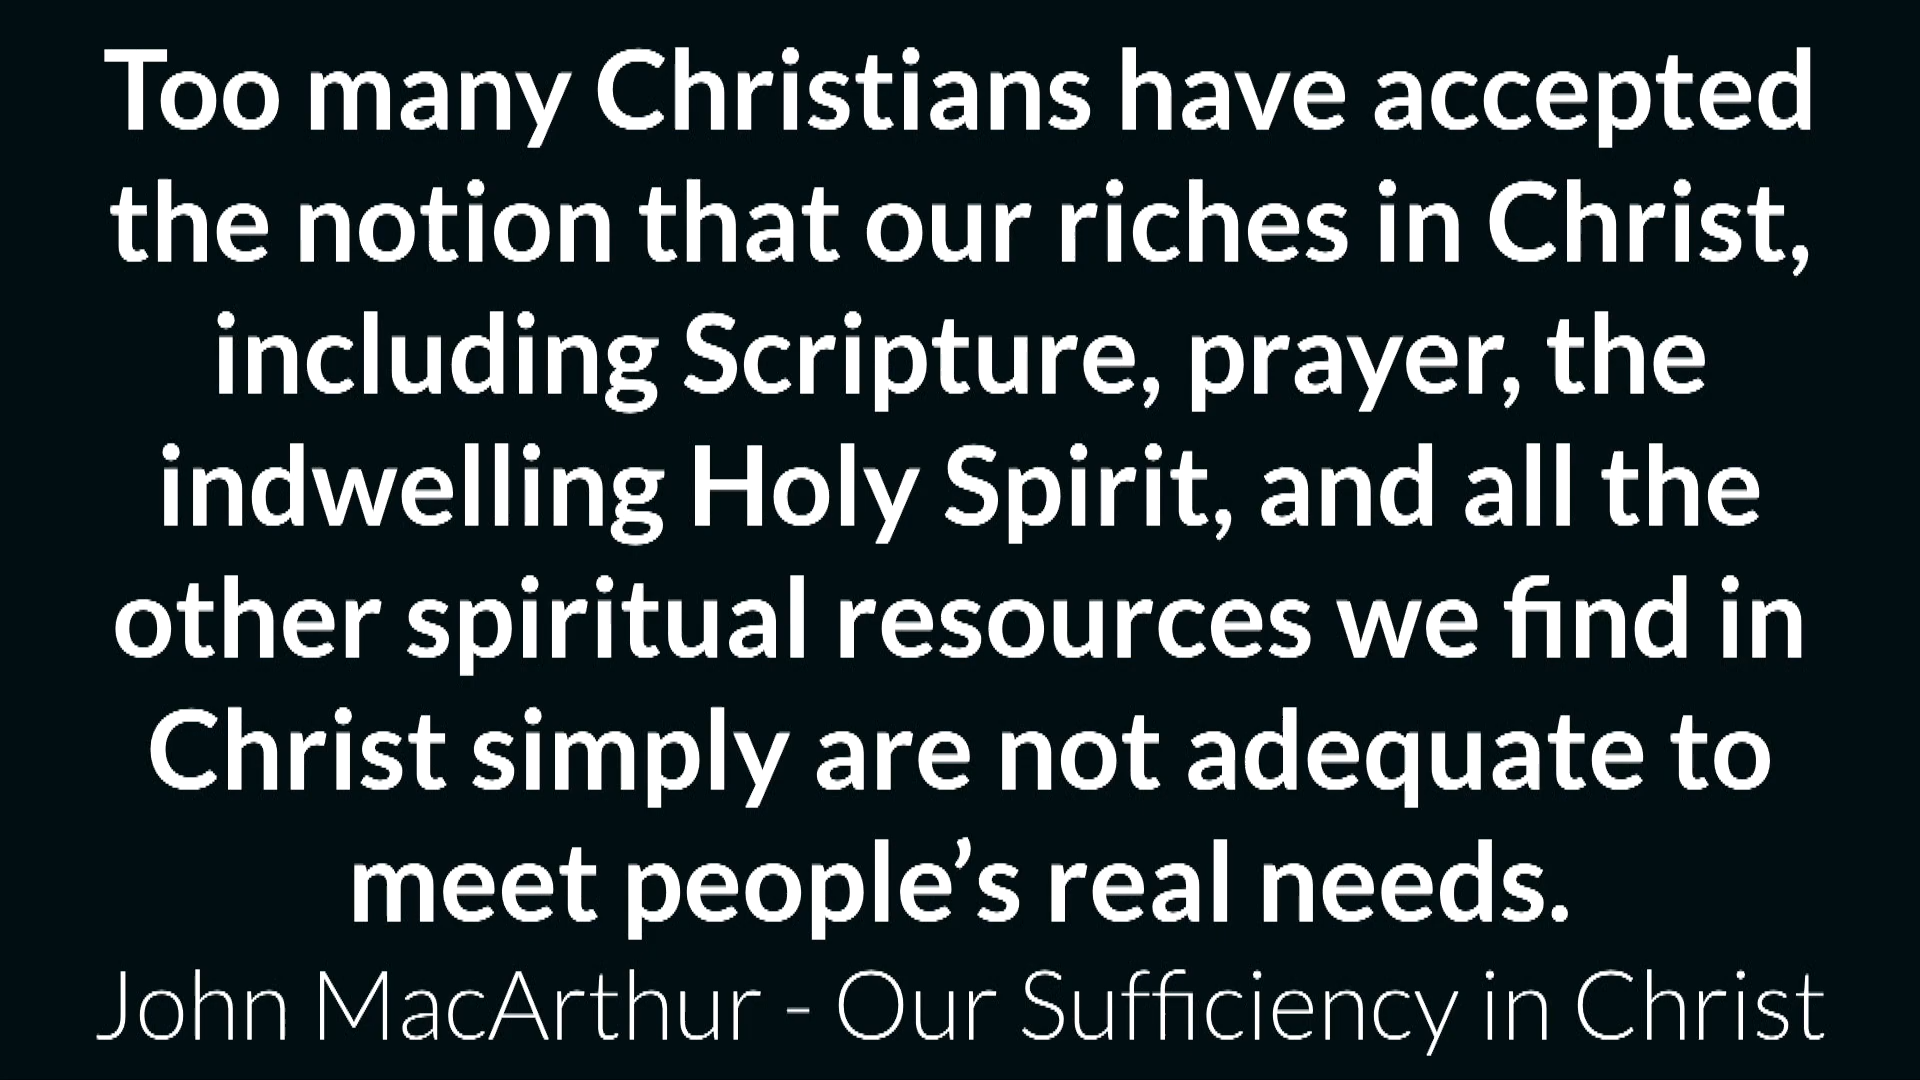 Too many Christians have accepted
the notion that our riches in Christ,
including Scripture, prayer, the
indwelling Holy Spirit, and all the
other spiritual resources we find in
Christ simply are not adequate to
meet people’s real needs.
John MacArthur - Our Sufficiency in Christ